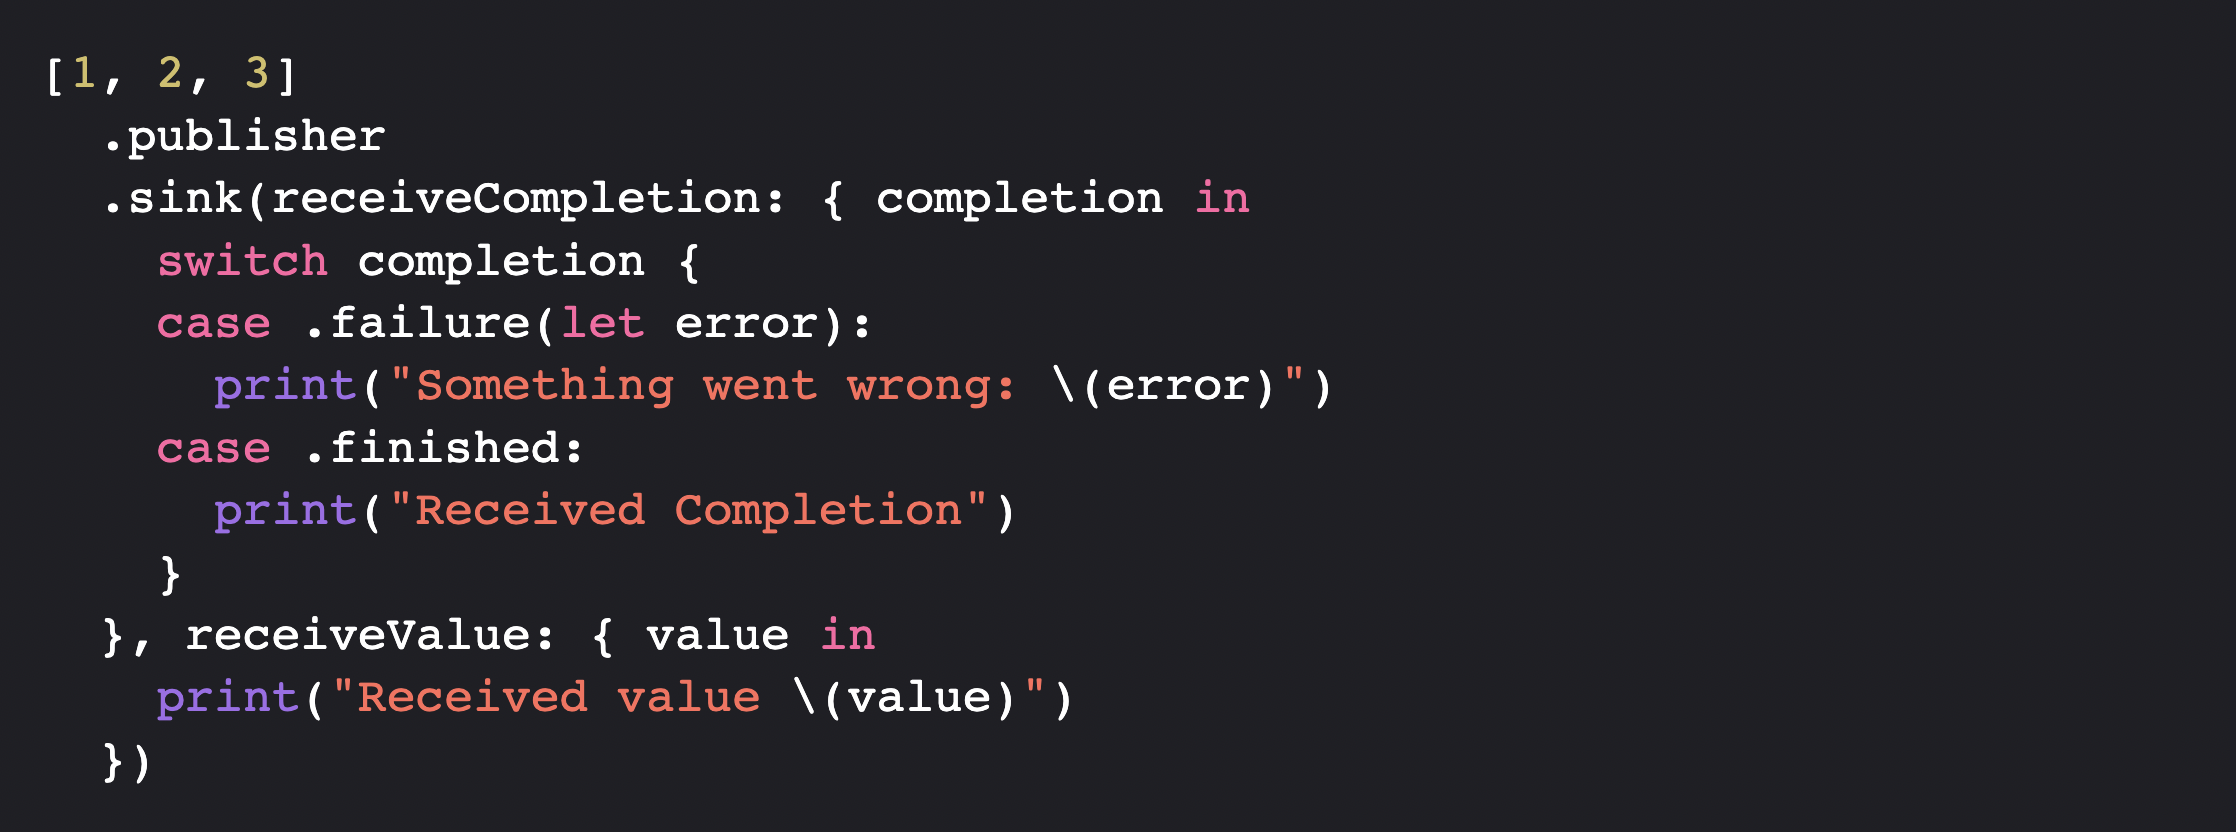 [1, 2, 3]
  .publisher
  .sink(receiveCompletion: { completion in
    switch completion {
    case .failure(let error):
      print("Something went wrong: \(error)")
    case .finished:
      print("Received Completion")
    }
  }, receiveValue: { value in
    print("Received value \(value)")
  })